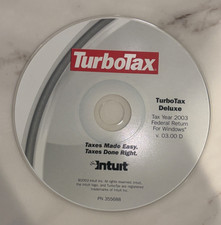 TurboTax
TurboTax
Deluxe
Tax Year 2003
Federal Return
For Windows
v. 03.00 D
Taxes Made Easy.
Taxes Done Right.
Intuit